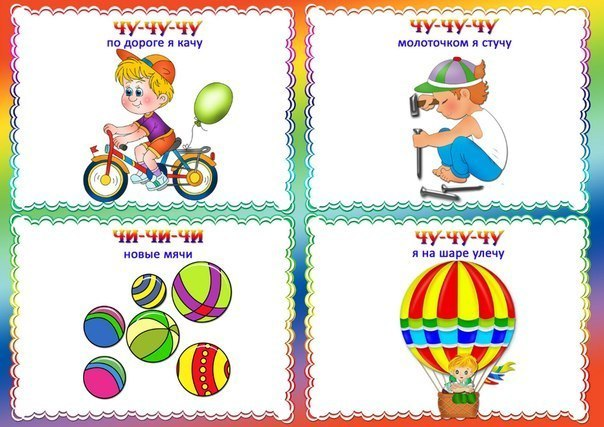 ЧУ-ЧУ-ЧУ
по дороге я качу
ЧУ-ЧУ-ЧУ
молоточком я стучу
ЧИ-ЧИ-ЧИ
новые мячи
ЧУ-ЧУ-ЧУ
я на шаре улечу